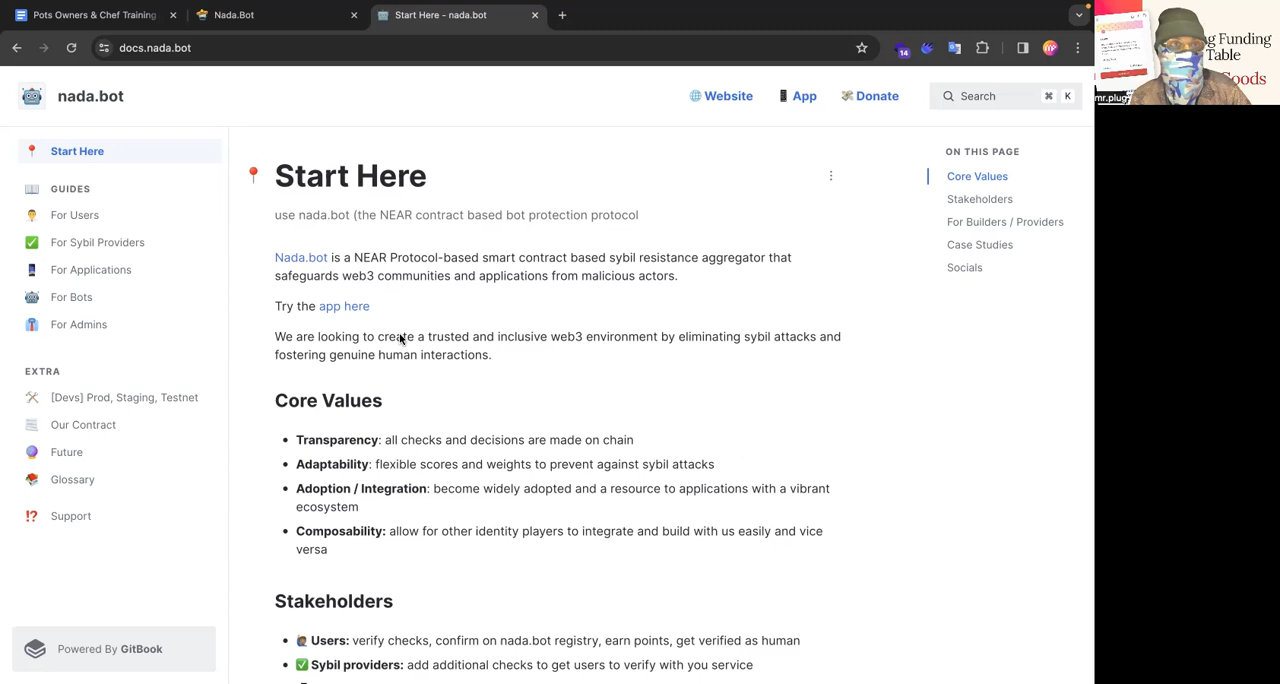 Pots Owners & Chef Training
Nada.Bot
Start Here - nada.bot
docs.nada.bot
14
nada.bot
Website
App
Donate
Search
⌘
K
g Funding
Table
Goods
mr.plug
Start Here
GUIDES
For Users
For Sybil Providers
For Applications
For Bots
For Admins
EXTRA
[Devs] Prod, Staging, Testnet
Our Contract
Future
Glossary
Support
Powered By GitBook
Start Here
use nada.bot (the NEAR contract based bot protection protocol
Nada.bot is a NEAR Protocol-based smart contract based sybil resistance aggregator that
safeguards web3 communities and applications from malicious actors.
Try the app here
We are looking to create a trusted and inclusive web3 environment by eliminating sybil attacks and
fostering genuine human interactions.
Core Values
Transparency: all checks and decisions are made on chain
Adaptability: flexible scores and weights to prevent against sybil attacks
Adoption / Integration: become widely adopted and a resource to applications with a vibrant
ecosystem
Composability: allow for other identity players to integrate and build with us easily and vice
versa
Stakeholders
Users: verify checks, confirm on nada.bot registry, earn points, get verified as human
Sybil providers: add additional checks to get users to verify with you service
ON THIS PAGE
Core Values
Stakeholders
For Builders / Providers
Case Studies
Socials